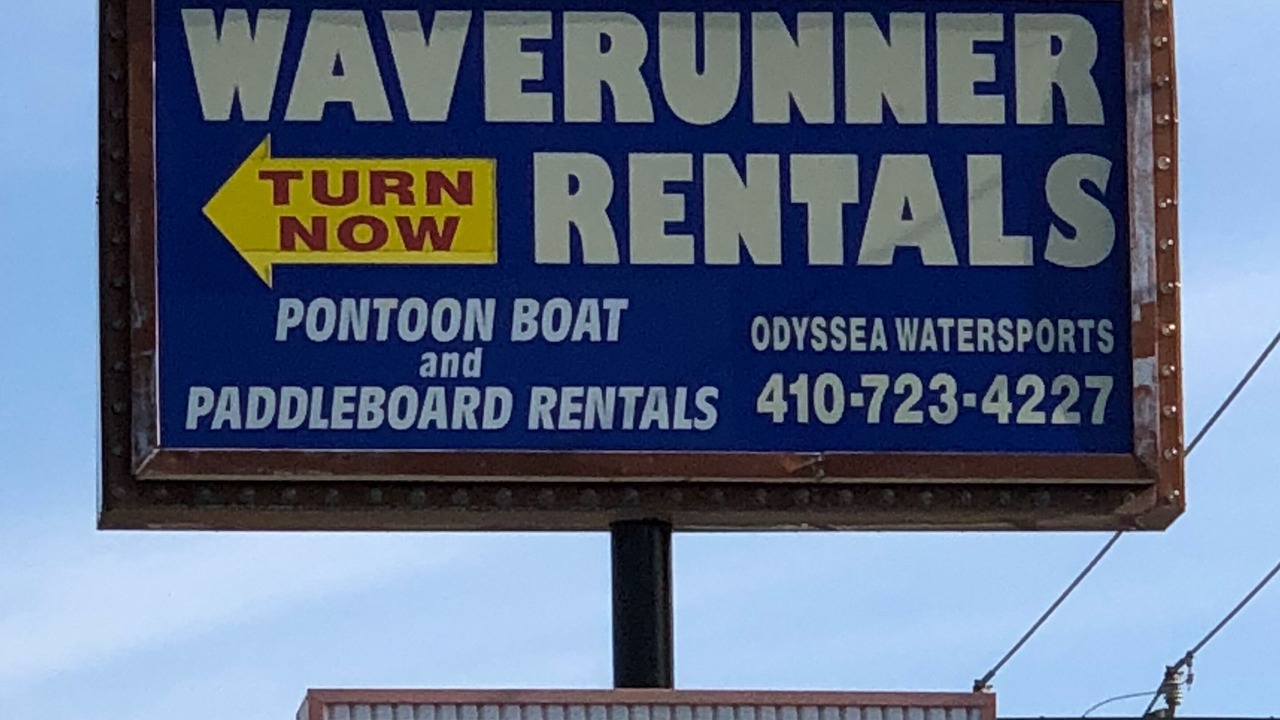 WAVERUNNER
TURN NOW
RENTALS
PONTOON BOAT
and
PADDLEBOARD RENTALS
ODYSSEA WATERSPORTS
410-723-4227